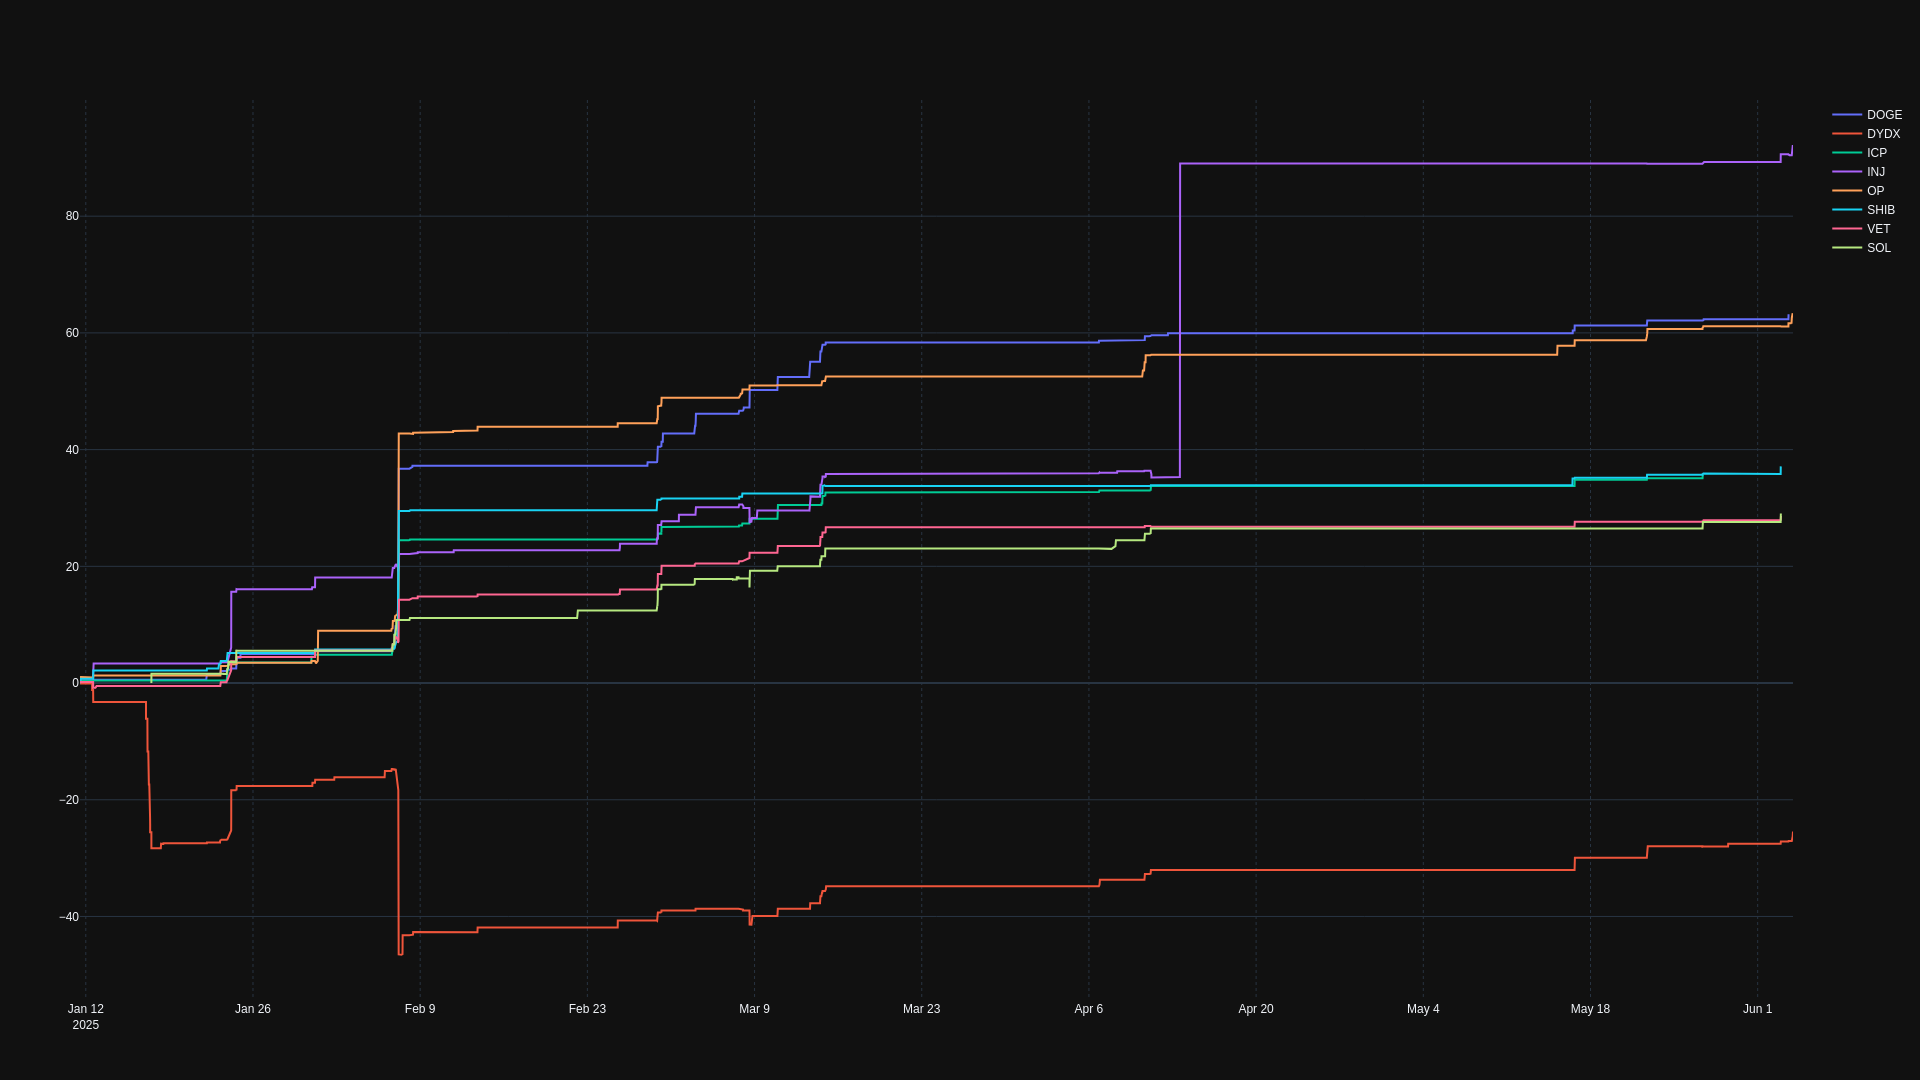 DOGE
DYDX
ICP
INJ
OP
SHIB
VET
SOL
80
60
40
20
0
−20
−40
Jan 12 Jan 26 Feb 9 Feb 23 Mar 9 Mar 23 Apr 6 Apr 20 May 4 May 18 Jun 1
2025